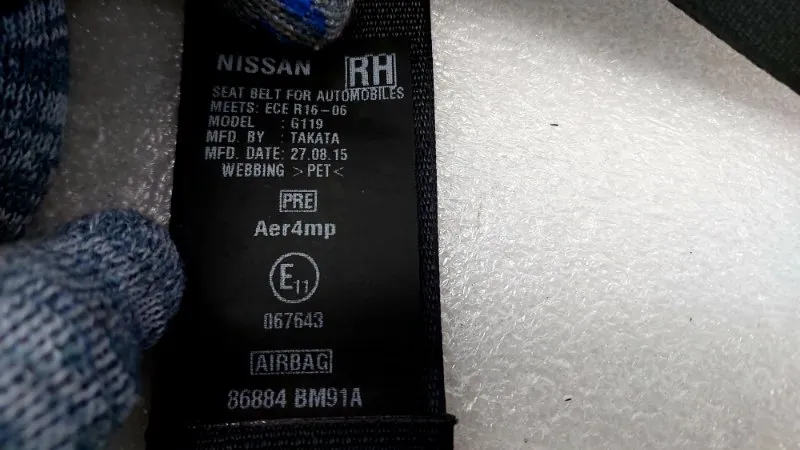 NISSAN RH
SEAT BELT FOR AUTOMOBILES
MEETS: ECE R16-06
MODEL : G119
MFD. BY : TAKATA
MFD. DATE: 27.08.15
WEBBING >PET<
PRE
Aer4mp
E11
067643
AIRBAG
86884 BM91A